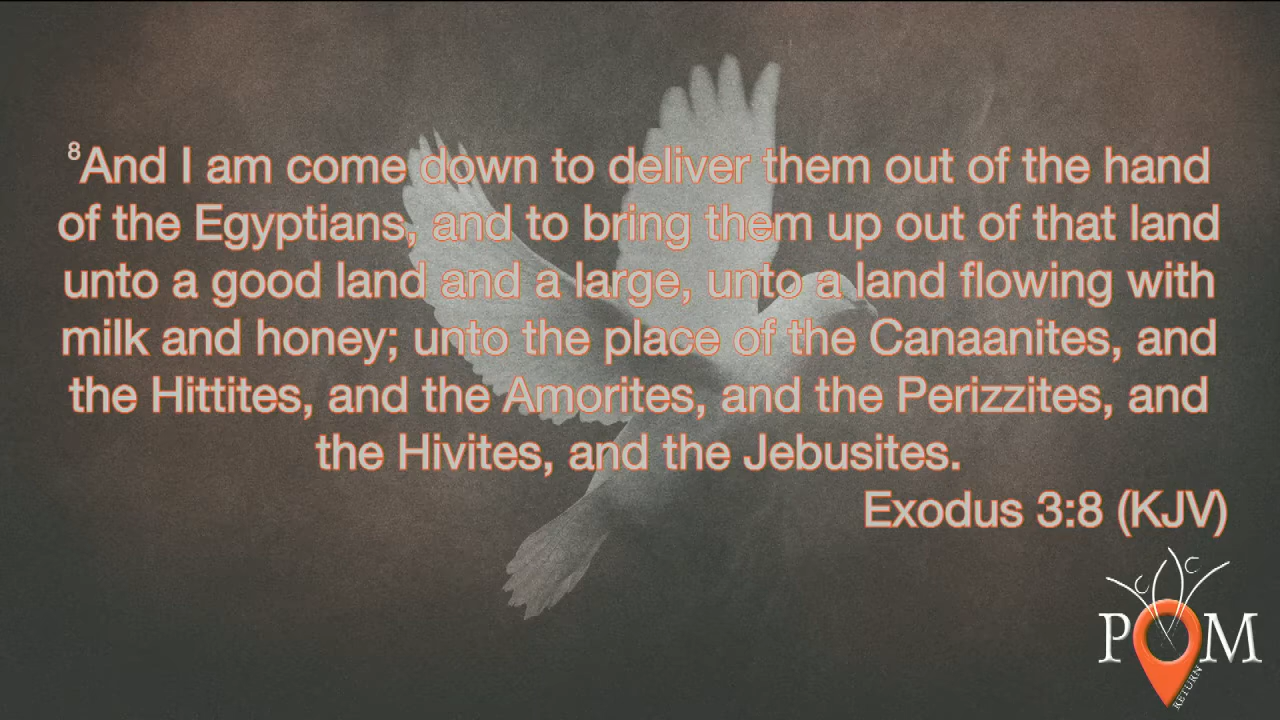 ⁸And I am come down to deliver them out of the hand
of the Egyptians, and to bring them up out of that land
unto a good land and a large, unto a land flowing with
milk and honey; unto the place of the Canaanites, and
the Hittites, and the Amorites, and the Perizzites, and
the Hivites, and the Jebusites.
Exodus 3:8 (KJV)
POM
RETURN